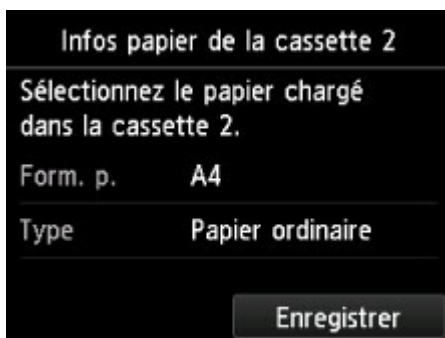 Infos papier de la cassette 2
Sélectionnez le papier chargé
dans la cassette 2.
Form. p. A4
Type Papier ordinaire
Enregistrer